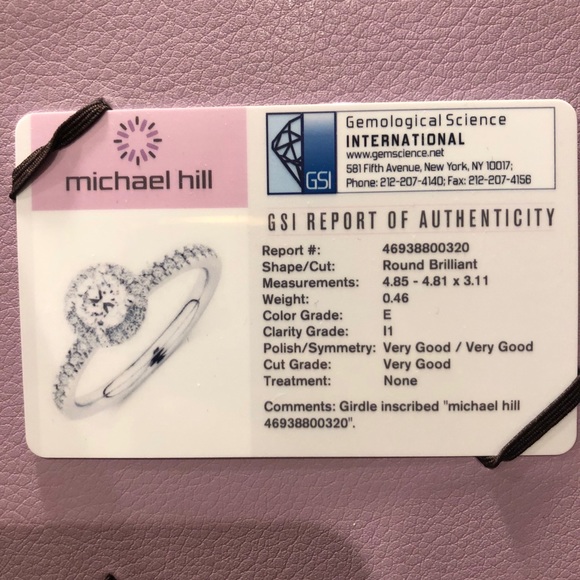 michael hill
GSI
Gemological Science
INTERNATIONAL
www.gemscience.net
581 Fifth Avenue, New York, NY 10017;
Phone: 212-207-4140; Fax: 212-207-4156
GSI REPORT OF AUTHENTICITY
Report #: 46938800320
Shape/Cut: Round Brilliant
Measurements: 4.85 - 4.81 x 3.11
Weight: 0.46
Color Grade: E
Clarity Grade: I1
Polish/Symmetry: Very Good / Very Good
Cut Grade: Very Good
Treatment: None
Comments: Girdle inscribed "michael hill
46938800320".